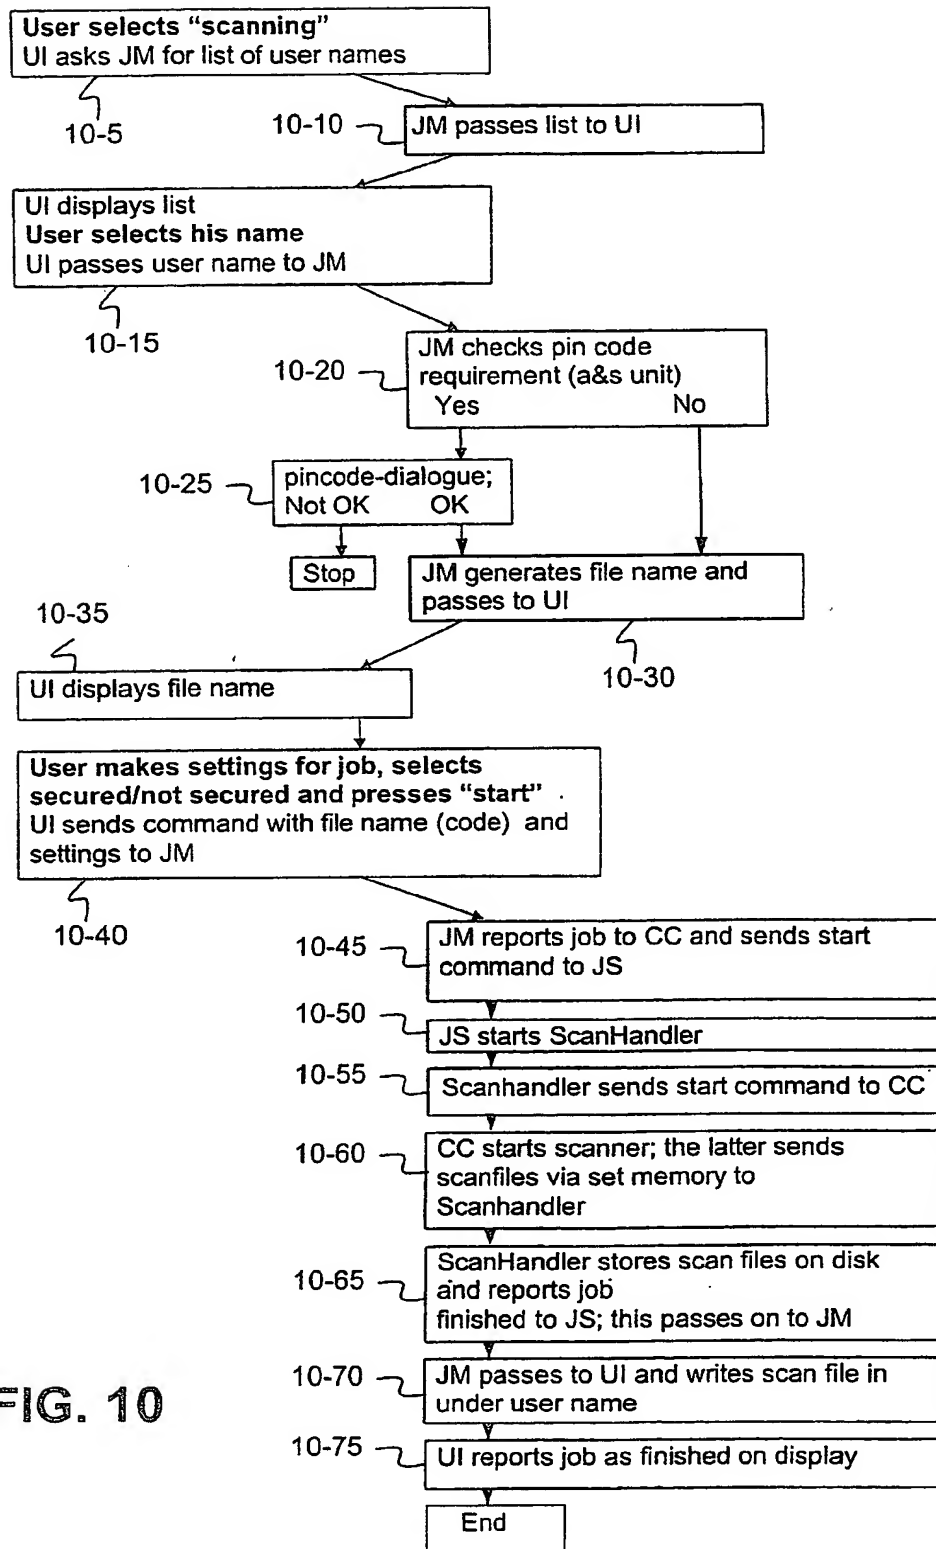 User selects “scanning”
UI asks JM for list of user names
10-5
10-10
JM passes list to UI
UI displays list
User selects his name
UI passes user name to JM
10-15
10-20
JM checks pin code
requirement (a&s unit)
Yes No
10-25
pincode-dialogue;
Not OK OK
Stop
JM generates file name and
passes to UI
10-35
10-30
UI displays file name
User makes settings for job, selects
secured/not secured and presses “start”
UI sends command with file name (code) and
settings to JM
10-40
10-45
JM reports job to CC and sends start
command to JS
10-50
JS starts ScanHandler
10-55
Scanhandler sends start command to CC
10-60
CC starts scanner; the latter sends
scanfiles via set memory to
Scanhandler
10-65
ScanHandler stores scan files on disk
and reports job
finished to JS; this passes on to JM
10-70
JM passes to UI and writes scan file in
under user name
FIG. 10
10-75
UI reports job as finished on display
End